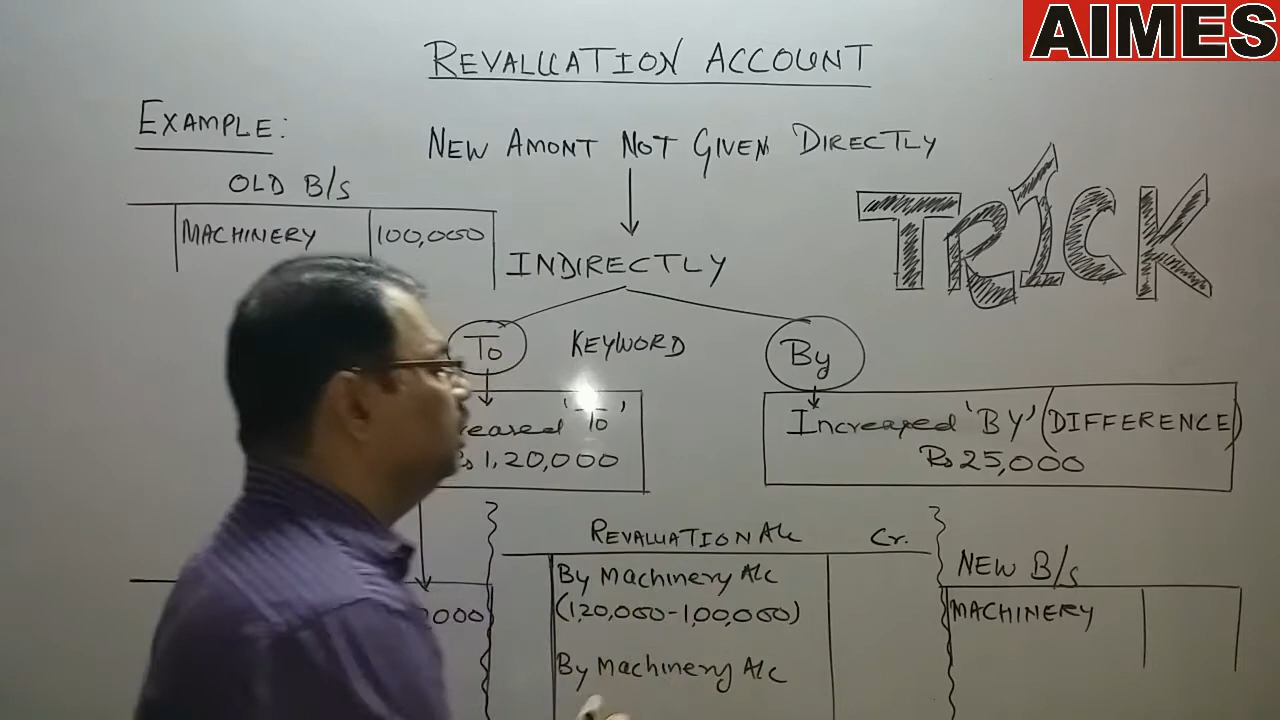 AIMES
REVALUATION ACCOUNT
EXAMPLE:
NEW AMONT NOT GIVEN DIRECTLY
OLD B/S
MACHINERY 100,000
TRICK
INDIRECTLY
To KEYWORD By
reased 'To'
Rs 1,20,000
Increased 'BY' (DIFFERENCE)
Rs 25,000
REVALUATION A/c Cr.
By Machinery A/c
(1,20,000-1,00,000)
By Machinery A/c
NEW B/S
MACHINERY
000